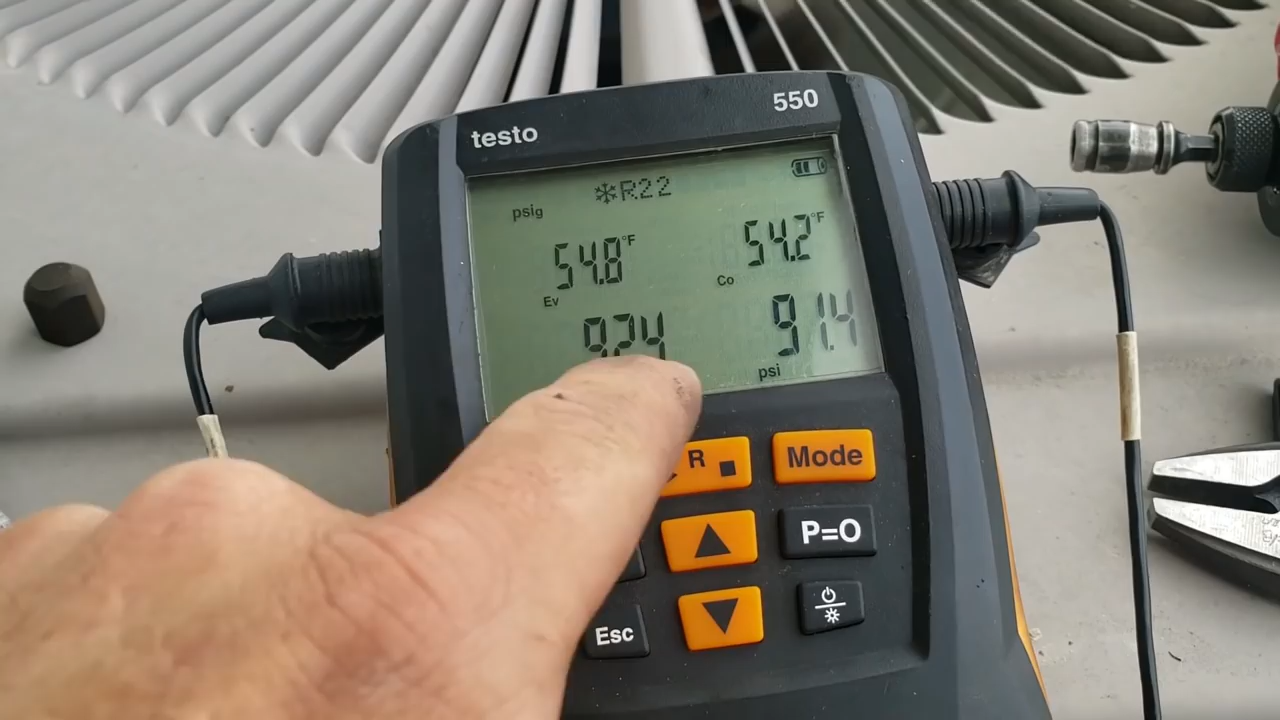 testo 550
❄R22
psig
54.8°F 54.2°F
Ev Co
92.4 91.4
psi
R ■ Mode
▲ P=O
Esc ▼